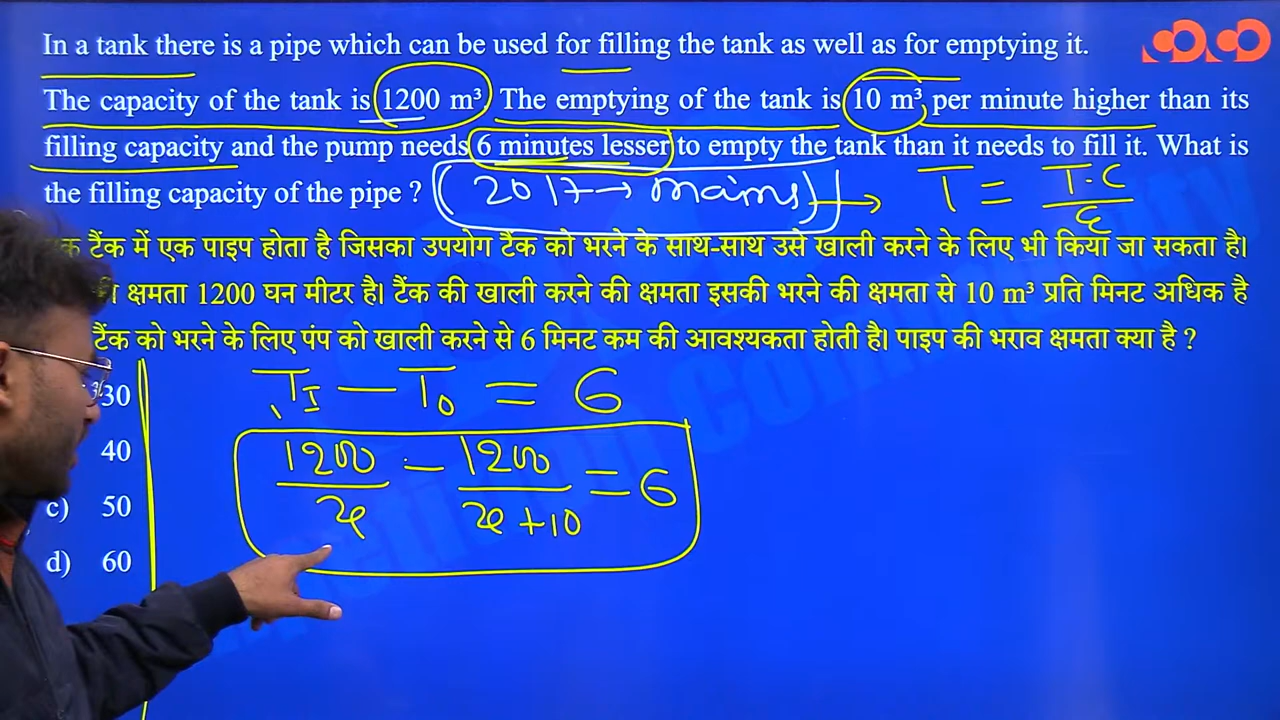 In a tank there is a pipe which can be used for filling the tank as well as for emptying it.
The capacity of the tank is 1200 m³. The emptying of the tank is 10 m³ per minute higher than its
filling capacity and the pump needs 6 minutes lesser to empty the tank than it needs to fill it. What is
the filling capacity of the pipe ? (2017 → mains) → T = T.C / E
टैंक में एक पाइप होता है जिसका उपयोग टैंक को भरने के साथ-साथ उसे खाली करने के लिए भी किया जा सकता है।
क्षमता 1200 घन मीटर है। टैंक की खाली करने की क्षमता इसकी भरने की क्षमता से 10 m³ प्रति मिनट अधिक है
टैंक को भरने के लिए पंप को खाली करने से 6 मिनट कम की आवश्यकता होती है। पाइप की भराव क्षमता क्या है ?
30
40
c) 50
d) 60
T_I — T_O = 6
1200/x − 1200/x+10 = 6